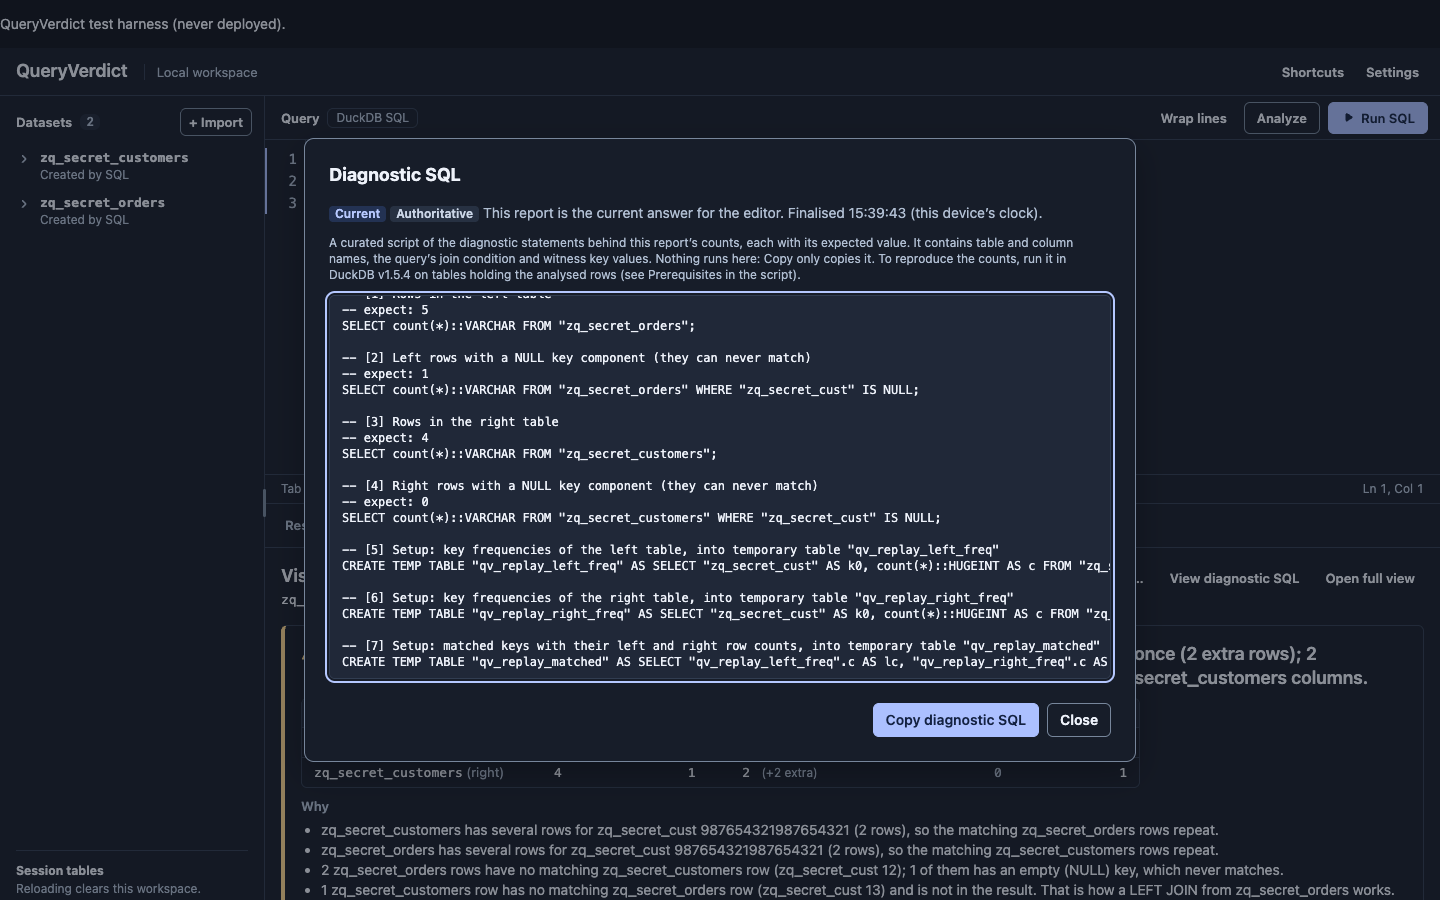 QueryVerdict test harness (never deployed).
QueryVerdict
Local workspace
Shortcuts
Settings
Datasets 2
+ Import
zq_secret_customers
Created by SQL
zq_secret_orders
Created by SQL
Query
DuckDB SQL
Wrap lines
Analyze
Run SQL
1
2
3
Diagnostic SQL
Current Authoritative This report is the current answer for the editor. Finalised 15:39:43 (this device’s clock).
A curated script of the diagnostic statements behind this report’s counts, each with its expected value. It contains table and column
names, the query’s join condition and witness key values. Nothing runs here: Copy only copies it. To reproduce the counts, run it in
DuckDB v1.5.4 on tables holding the analysed rows (see Prerequisites in the script).
-- [1] Rows in the left table
-- expect: 5
SELECT count(*)::VARCHAR FROM "zq_secret_orders";
-- [2] Left rows with a NULL key component (they can never match)
-- expect: 1
SELECT count(*)::VARCHAR FROM "zq_secret_orders" WHERE "zq_secret_cust" IS NULL;
-- [3] Rows in the right table
-- expect: 4
SELECT count(*)::VARCHAR FROM "zq_secret_customers";
-- [4] Right rows with a NULL key component (they can never match)
-- expect: 0
SELECT count(*)::VARCHAR FROM "zq_secret_customers" WHERE "zq_secret_cust" IS NULL;
-- [5] Setup: key frequencies of the left table, into temporary table "qv_replay_left_freq"
CREATE TEMP TABLE "qv_replay_left_freq" AS SELECT "zq_secret_cust" AS k0, count(*)::HUGEINT AS c FROM "zq_s
-- [6] Setup: key frequencies of the right table, into temporary table "qv_replay_right_freq"
CREATE TEMP TABLE "qv_replay_right_freq" AS SELECT "zq_secret_cust" AS k0, count(*)::HUGEINT AS c FROM "zq_
-- [7] Setup: matched keys with their left and right row counts, into temporary table "qv_replay_matched"
CREATE TEMP TABLE "qv_replay_matched" AS SELECT "qv_replay_left_freq".c AS lc, "qv_replay_right_freq".c AS
Copy diagnostic SQL
Close
Tab
Ln 1, Col 1
Res
Vis
zq_
...
View diagnostic SQL
Open full view
once (2 extra rows); 2
secret_customers columns.
zq_secret_customers (right) 4 1 2 (+2 extra) 0 1
Why
• zq_secret_customers has several rows for zq_secret_cust 987654321987654321 (2 rows), so the matching zq_secret_orders rows repeat.
• zq_secret_orders has several rows for zq_secret_cust 987654321987654321 (2 rows), so the matching zq_secret_customers rows repeat.
• 2 zq_secret_orders rows have no matching zq_secret_customers row (zq_secret_cust 12); 1 of them has an empty (NULL) key, which never matches.
• 1 zq_secret_customers row has no matching zq_secret_orders row (zq_secret_cust 13) and is not in the result. That is how a LEFT JOIN from zq_secret_orders works.
Session tables
Reloading clears this workspace.